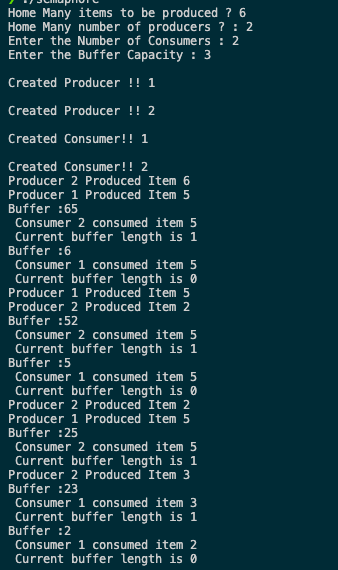 Home Many items to be produced ? 6
Home Many number of producers ? : 2
Enter the Number of Consumers : 2
Enter the Buffer Capacity : 3
Created Producer !! 1
Created Producer !! 2
Created Consumer!! 1
Created Consumer!! 2
Producer 2 Produced Item 6
Producer 1 Produced Item 5
Buffer :65
Consumer 2 consumed item 5
Current buffer length is 1
Buffer :6
Consumer 1 consumed item 5
Current buffer length is 0
Producer 1 Produced Item 5
Producer 2 Produced Item 2
Buffer :52
Consumer 2 consumed item 5
Current buffer length is 1
Buffer :5
Consumer 1 consumed item 5
Current buffer length is 0
Producer 2 Produced Item 2
Producer 1 Produced Item 5
Buffer :25
Consumer 2 consumed item 5
Current buffer length is 1
Producer 2 Produced Item 3
Buffer :23
Consumer 1 consumed item 3
Current buffer length is 1
Buffer :2
Consumer 1 consumed item 2
Current buffer length is 0